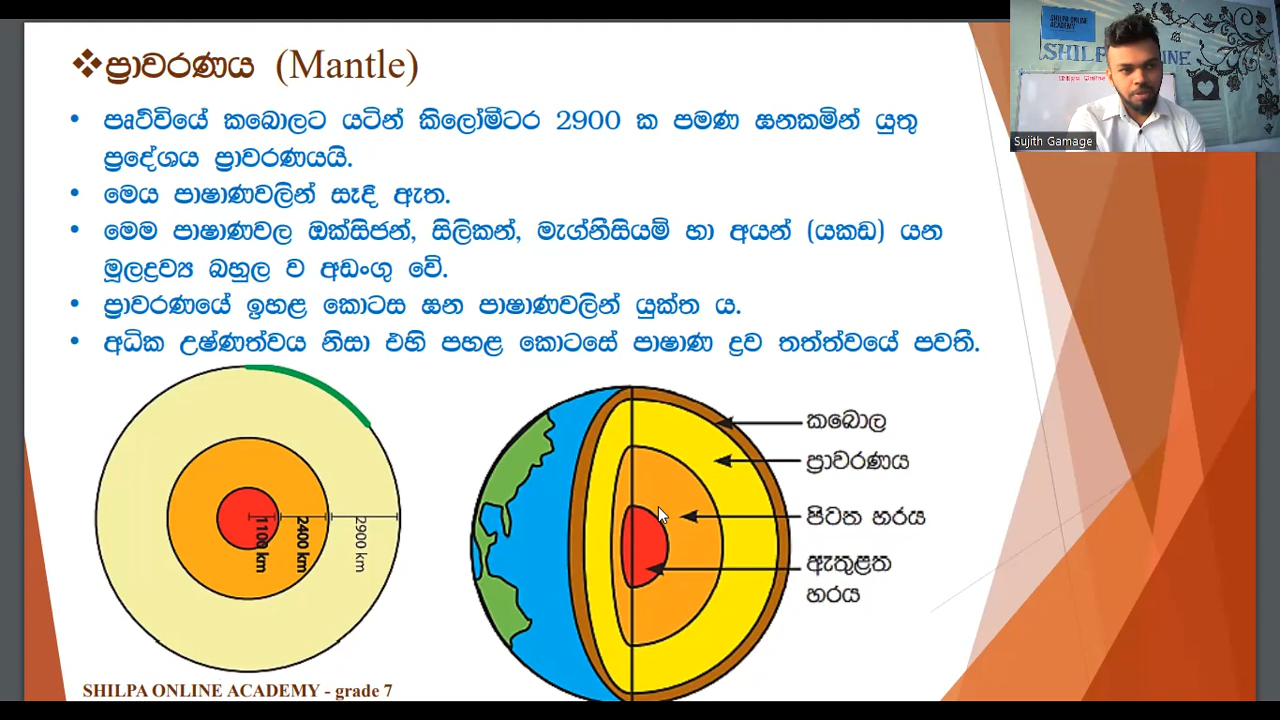 ❖ප්‍රාවරණය (Mantle)
• පෘථිවියේ කබොලට යටින් කිලෝමීටර 2900 ක පමණ ඝනකමින් යුතු
ප්‍රදේශය ප්‍රාවරණයයි.
• මෙය පාෂාණවලින් සෑදී ඇත.
• මෙම පාෂාණවල ඔක්සිජන්, සිලිකන්, මැග්නීසියම් හා අයන් (යකඩ) යන
මූලද්‍රව්‍ය බහුල ව අඩංගු වේ.
• ප්‍රාවරණයේ ඉහළ කොටස ඝන පාෂාණවලින් යුක්ත ය.
• අධික උෂ්ණත්වය නිසා එහි පහළ කොටසේ පාෂාණ ද්‍රව තත්ත්වයේ පවතී.
1100 km
2400 km
2900 km
කබොල
ප්‍රාවරණය
පිටත හරය
ඇතුළත
හරය
SHILPA ONLINE ACADEMY - grade 7
SHILPA ONLINE
ACADEMY
SHILPA ONLINE
Sujith Gamage